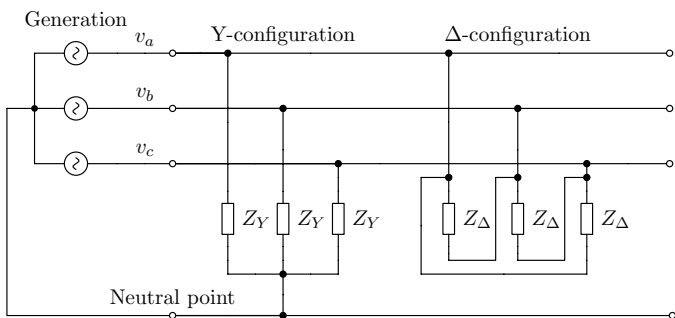 Generation
v_a Y-configuration Δ-configuration
v_b
v_c
Z_Y Z_Y Z_Y Z_Δ Z_Δ Z_Δ
Neutral point